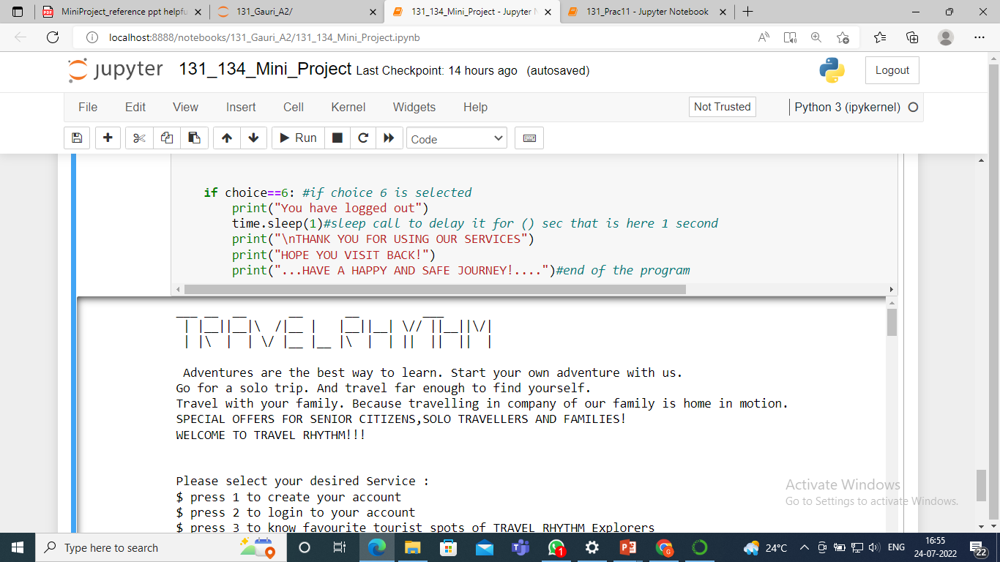 MiniProject_reference ppt helpfu
131_Gauri_A2/
131_134_Mini_Project - Jupyter N
131_Prac11 - Jupyter Notebook
localhost:8888/notebooks/131_Gauri_A2/131_134_Mini_Project.ipynb
jupyter 131_134_Mini_Project Last Checkpoint: 14 hours ago (autosaved)
Logout
File Edit View Insert Cell Kernel Widgets Help
Not Trusted
Python 3 (ipykernel)
Run
Code
if choice==6: #if choice 6 is selected
print("You have logged out")
time.sleep(1)#sleep call to delay it for () sec that is here 1 second
print("\nTHANK YOU FOR USING OUR SERVICES")
print("HOPE YOU VISIT BACK!")
print("...HAVE A HAPPY AND SAFE JOURNEY!....")#end of the program
TRAVEL RHYTHM
Adventures are the best way to learn. Start your own adventure with us.
Go for a solo trip. And travel far enough to find yourself.
Travel with your family. Because travelling in company of our family is home in motion.
SPECIAL OFFERS FOR SENIOR CITIZENS,SOLO TRAVELLERS AND FAMILIES!
WELCOME TO TRAVEL RHYTHM!!!
Please select your desired Service :
$ press 1 to create your account
$ press 2 to login to your account
$ press 3 to know favourite tourist spots of TRAVEL RHYTHM Explorers
Activate Windows
Go to Settings to activate Windows.
Type here to search
1
G
24°C
ENG
16:55
24-07-2022
22